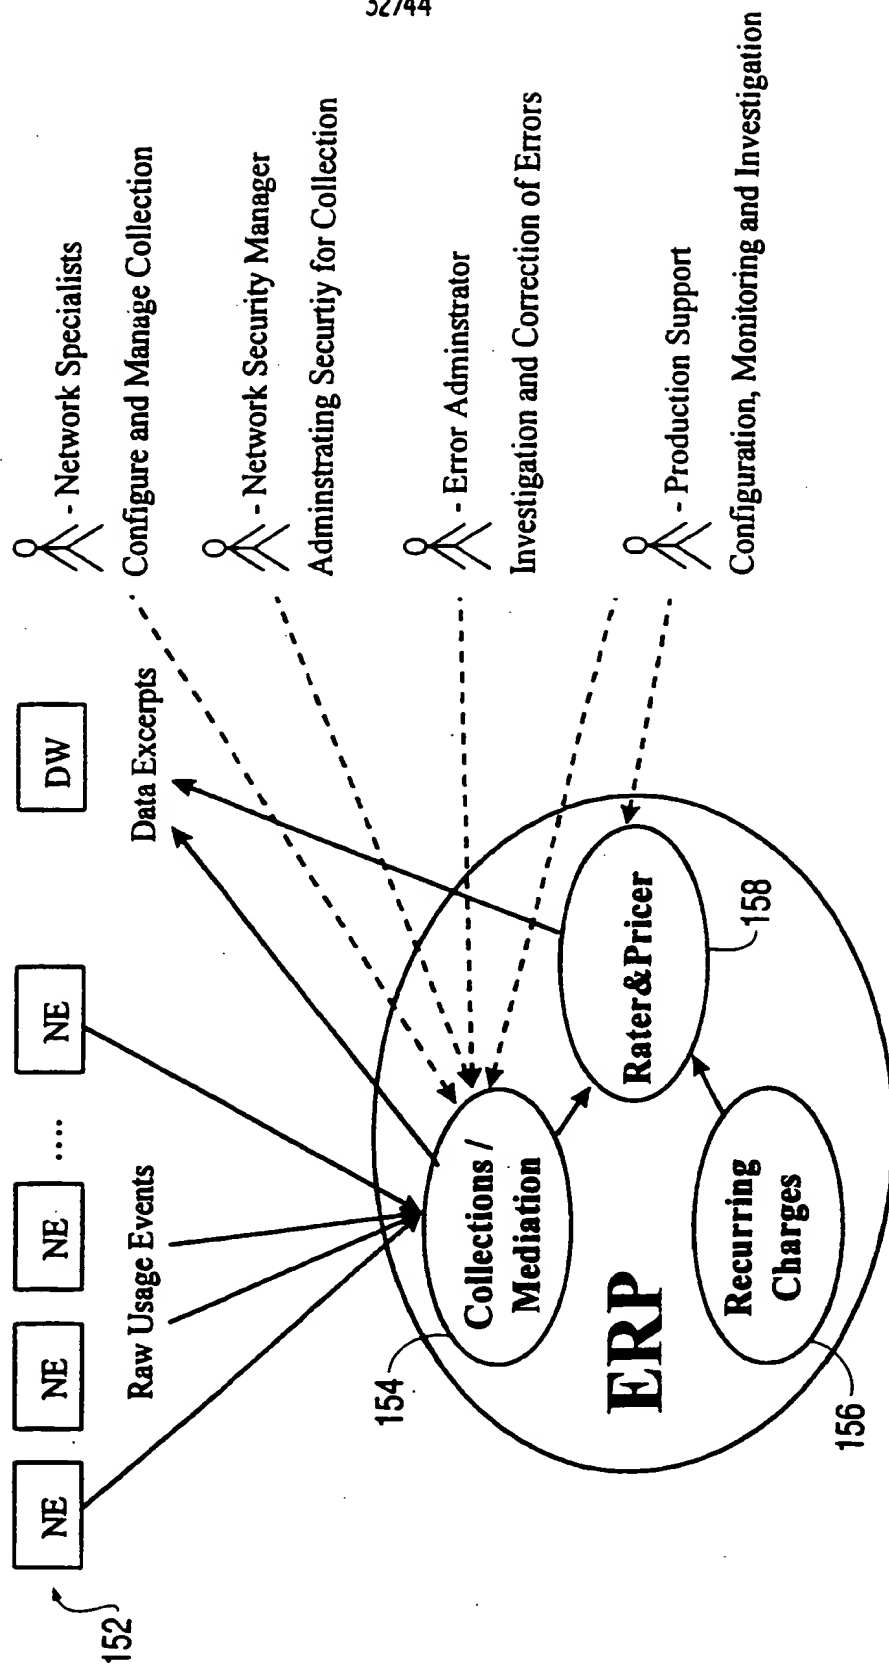 32/44
152
NE
NE
NE
.....
NE
DW
Raw Usage Events
Data Excerpts
- Network Specialists
Configure and Manage Collection
- Network Security Manager
Adminstrating Securtiy for Collection
- Error Adminstrator
Investigation and Correction of Errors
- Production Support
Configuration, Monitoring and Investigation
154
Collections /
Mediation
ERP
Rater&Pricer
158
Recurring
Charges
156